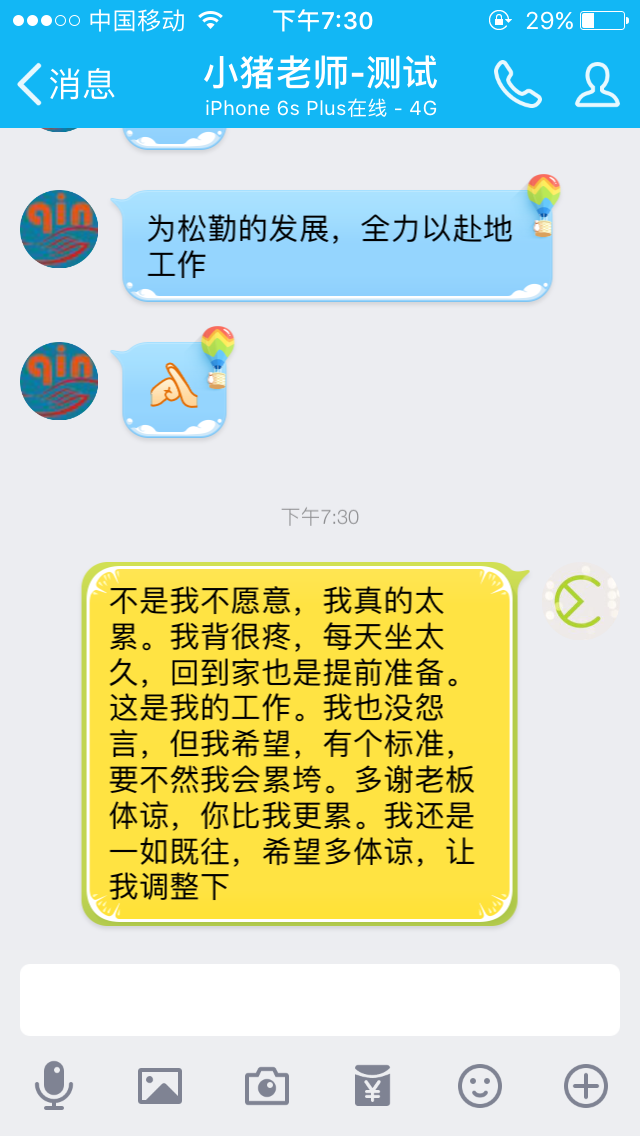 中国移动
下午7:30
29%
消息
小猪老师-测试
iPhone 6s Plus在线 - 4G
qin
为松勤的发展，全力以赴地
工作
qin
下午7:30
不是我不愿意，我真的太
累。我背很疼，每天坐太
久，回到家也是提前准备。
这是我的工作。我也没怨
言，但我希望，有个标准，
要不然我会累垮。多谢老板
体谅，你比我更累。我还是
一如既往，希望多体谅，让
我调整下
¥